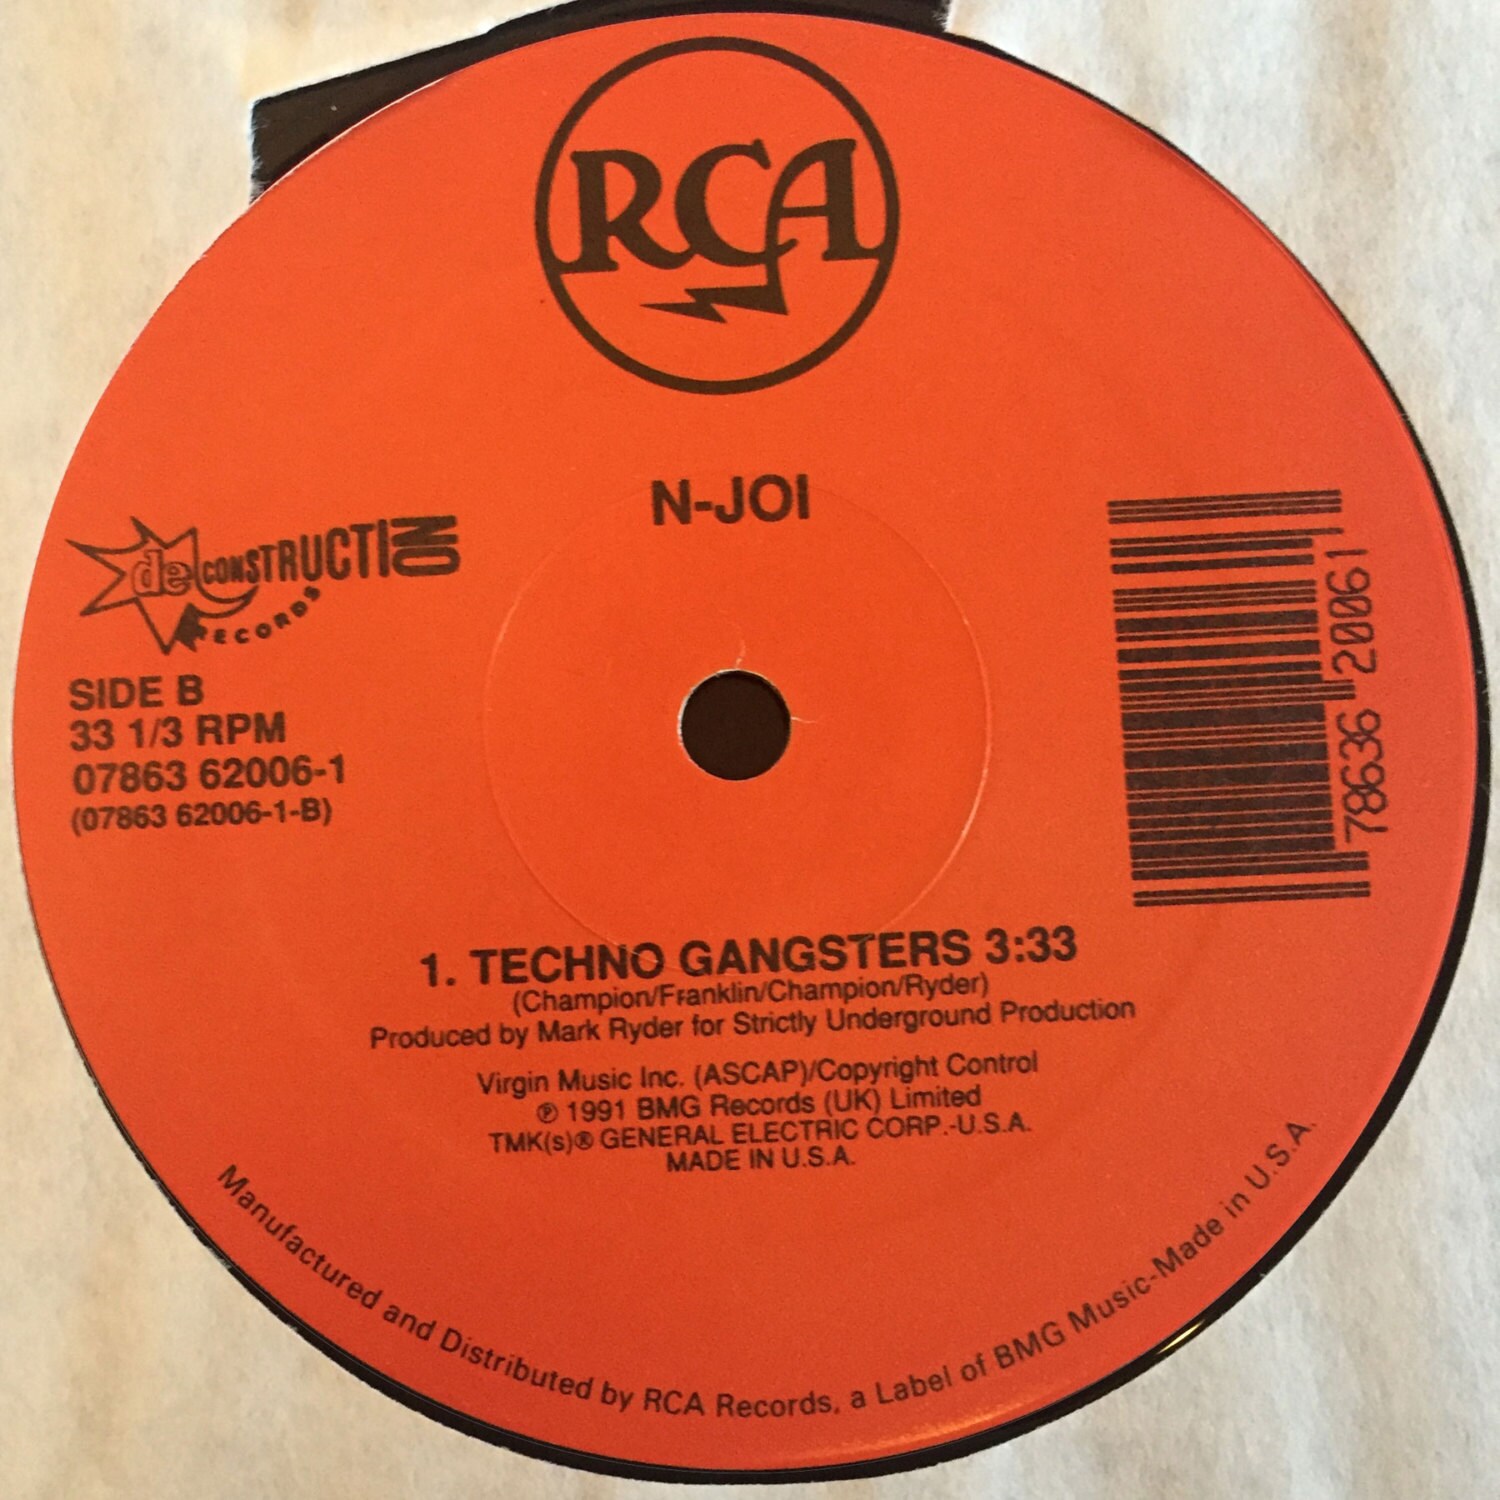 RCA
N-JOI
deCONSTRUCTION
RECORDS
SIDE B
33 1/3 RPM
07863 62006-1
(07863 62006-1-B)
78636 20061
1. TECHNO GANGSTERS 3:33
(Champion/Franklin/Champion/Ryder)
Produced by Mark Ryder for Strictly Underground Production
Virgin Music Inc. (ASCAP)/Copyright Control
℗ 1991 BMG Records (UK) Limited
TMK(s)® GENERAL ELECTRIC CORP.-U.S.A.
MADE IN U.S.A.
Manufactured and Distributed by RCA Records, a Label of BMG Music-Made in U.S.A.